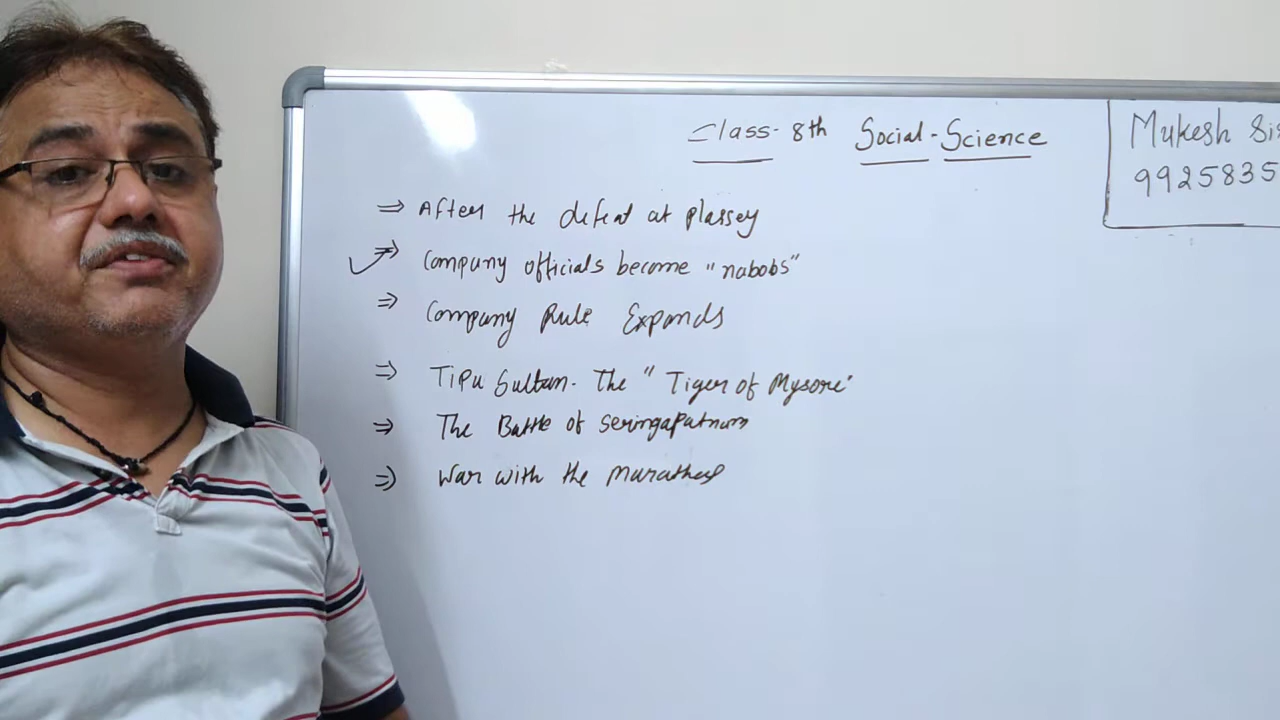 Class- 8th Social-Science
Mukesh
9925835
⇒ After the defeat at plassey
⇒ Company officials become "nabobs"
⇒ Company Rule Expands
⇒ Tipu Sultan- The "Tiger of Mysore"
⇒ The Battle of Seringapatnam
⇒ War with the Marathas